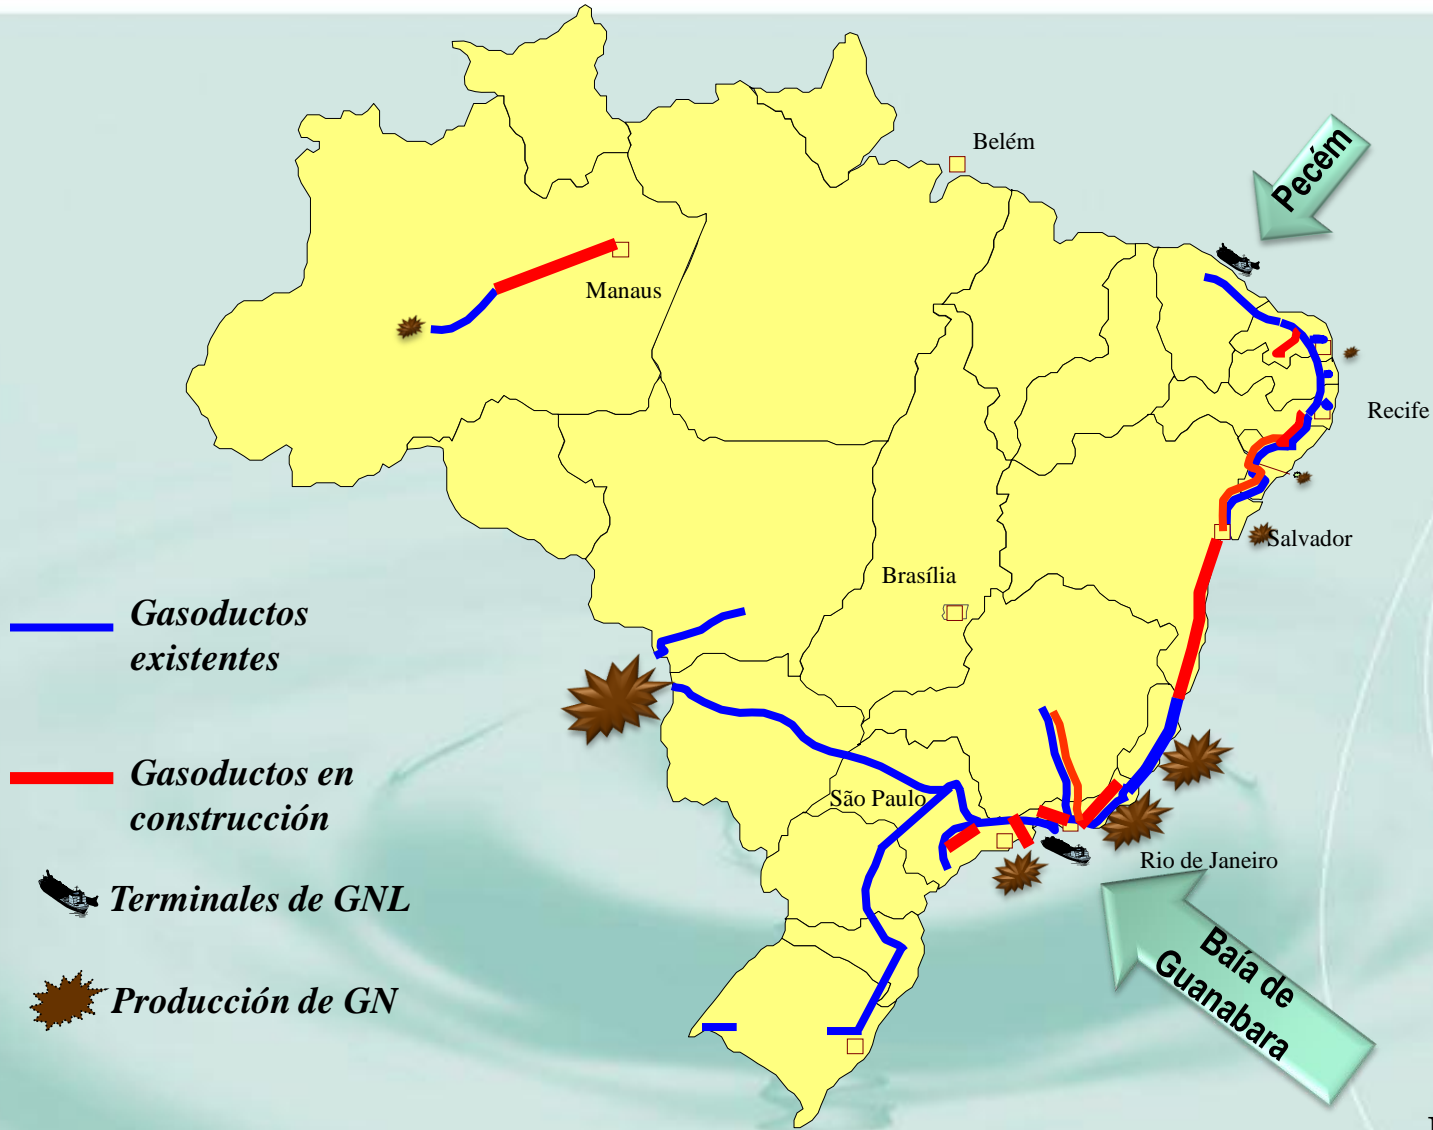 Belém
Pecém
Manaus
Recife
Salvador
Brasília
Gasoductos
existentes
Gasoductos en
construcción
São Paulo
Rio de Janeiro
Terminales de GNL
Baía de
Guanabara
Producción de GN